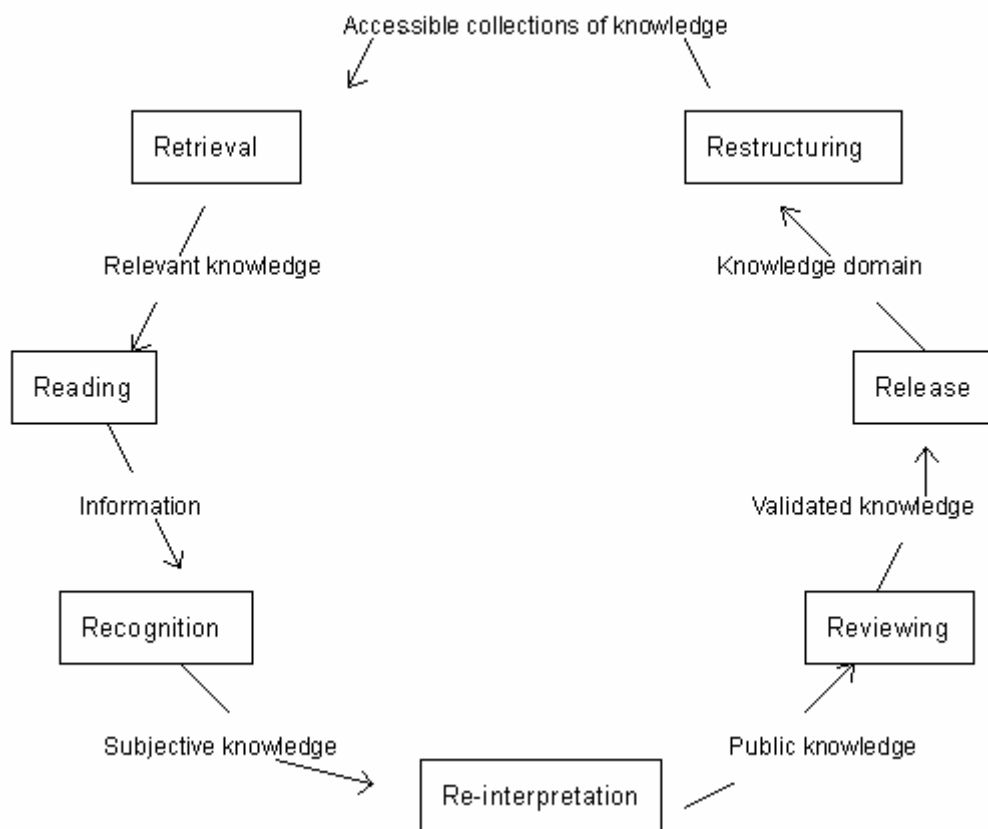 Accessible collections of knowledge
Retrieval
Restructuring
Relevant knowledge
Knowledge domain
Reading
Release
Information
Validated knowledge
Recognition
Reviewing
Subjective knowledge
Public knowledge
Re-interpretation